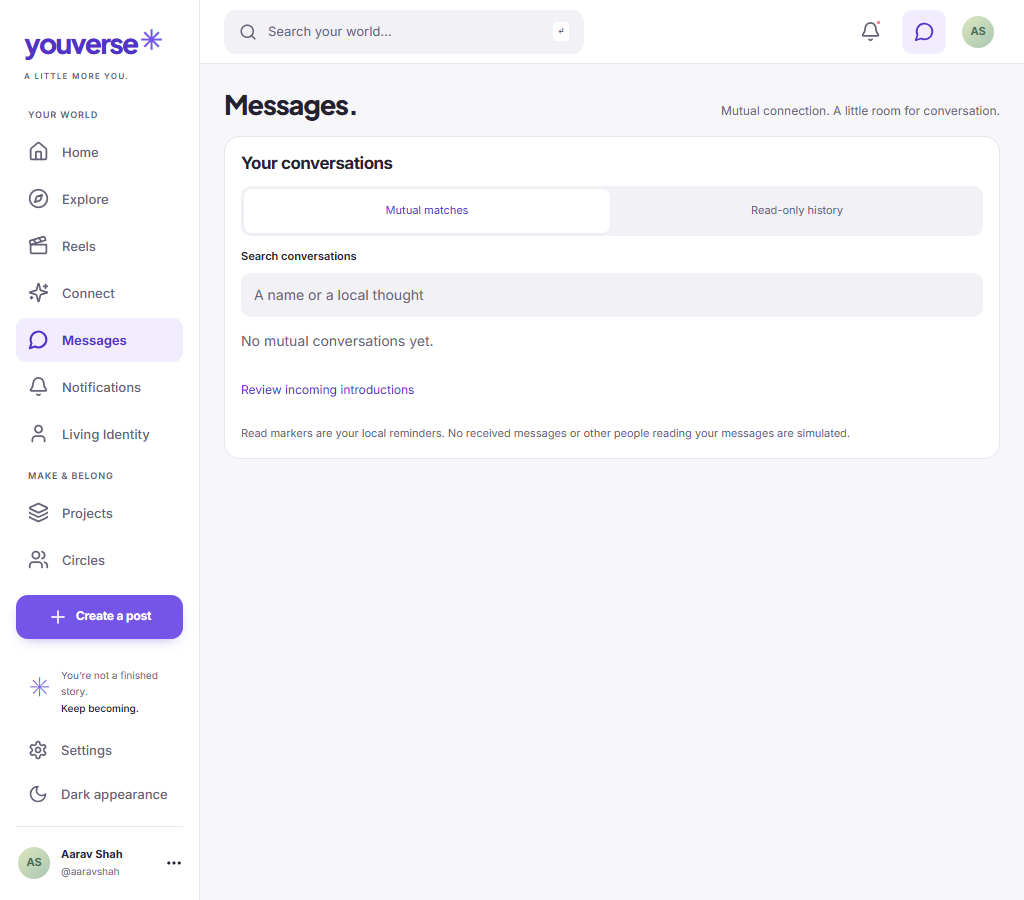 youverse
A LITTLE MORE YOU.
YOUR WORLD
Home
Explore
Reels
Connect
Messages
Notifications
Living Identity
MAKE & BELONG
Projects
Circles
Create a post
You're not a finished
story.
Keep becoming.
Settings
Dark appearance
AS
Aarav Shah
@aaravshah
Search your world...
AS
Messages.
Mutual connection. A little room for conversation.
Your conversations
Mutual matches
Read-only history
Search conversations
A name or a local thought
No mutual conversations yet.
Review incoming introductions
Read markers are your local reminders. No received messages or other people reading your messages are simulated.